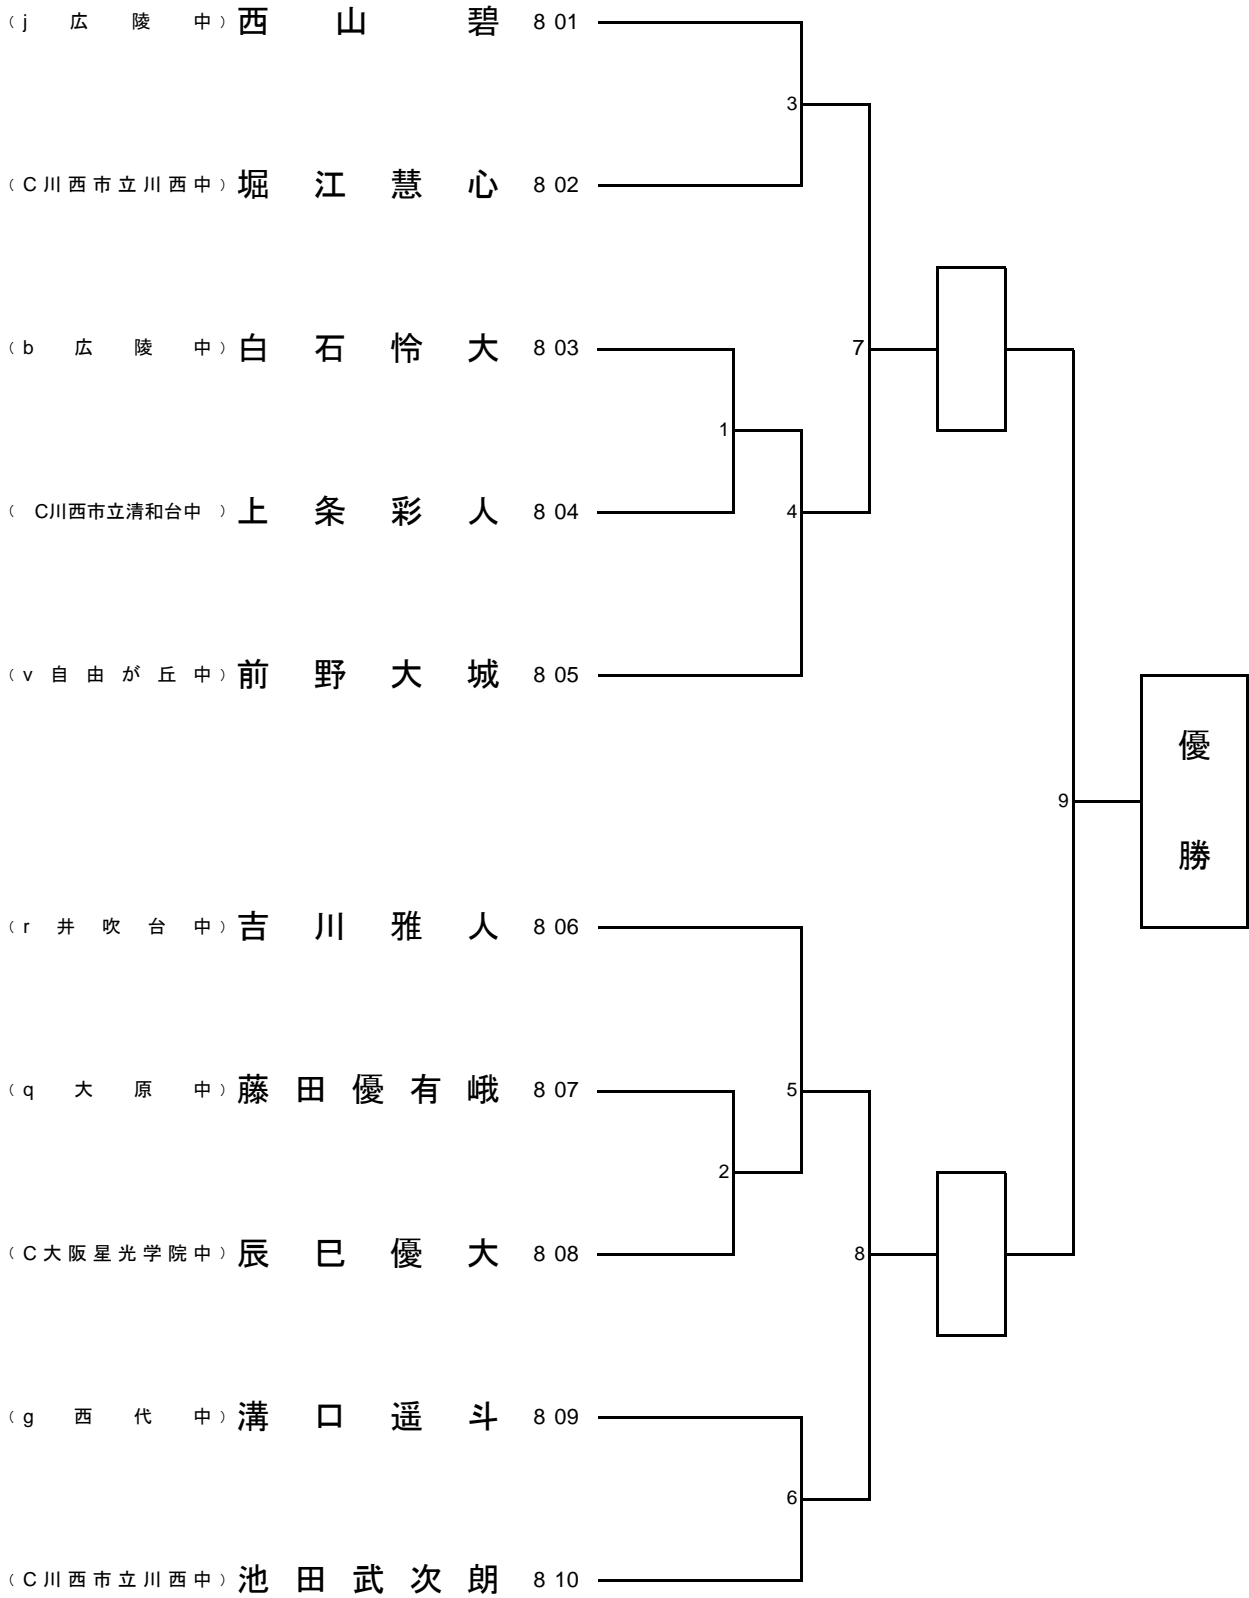 （j 広陵中）西山碧 8 01
3
（C川西市立川西中）堀江慧心 8 02
（b 広陵中）白石怜大 8 03
7
1
（C川西市立清和台中）上条彩人 8 04
4
（v 自由が丘中）前野大城 8 05
優勝
9
（r 井吹台中）吉川雅人 8 06
（q 大原中）藤田優有峨 8 07
5
2
（C大阪星光学院中）辰巳優大 8 08
8
（g 西代中）溝口遥斗 8 09
6
（C川西市立川西中）池田武次朗 8 10